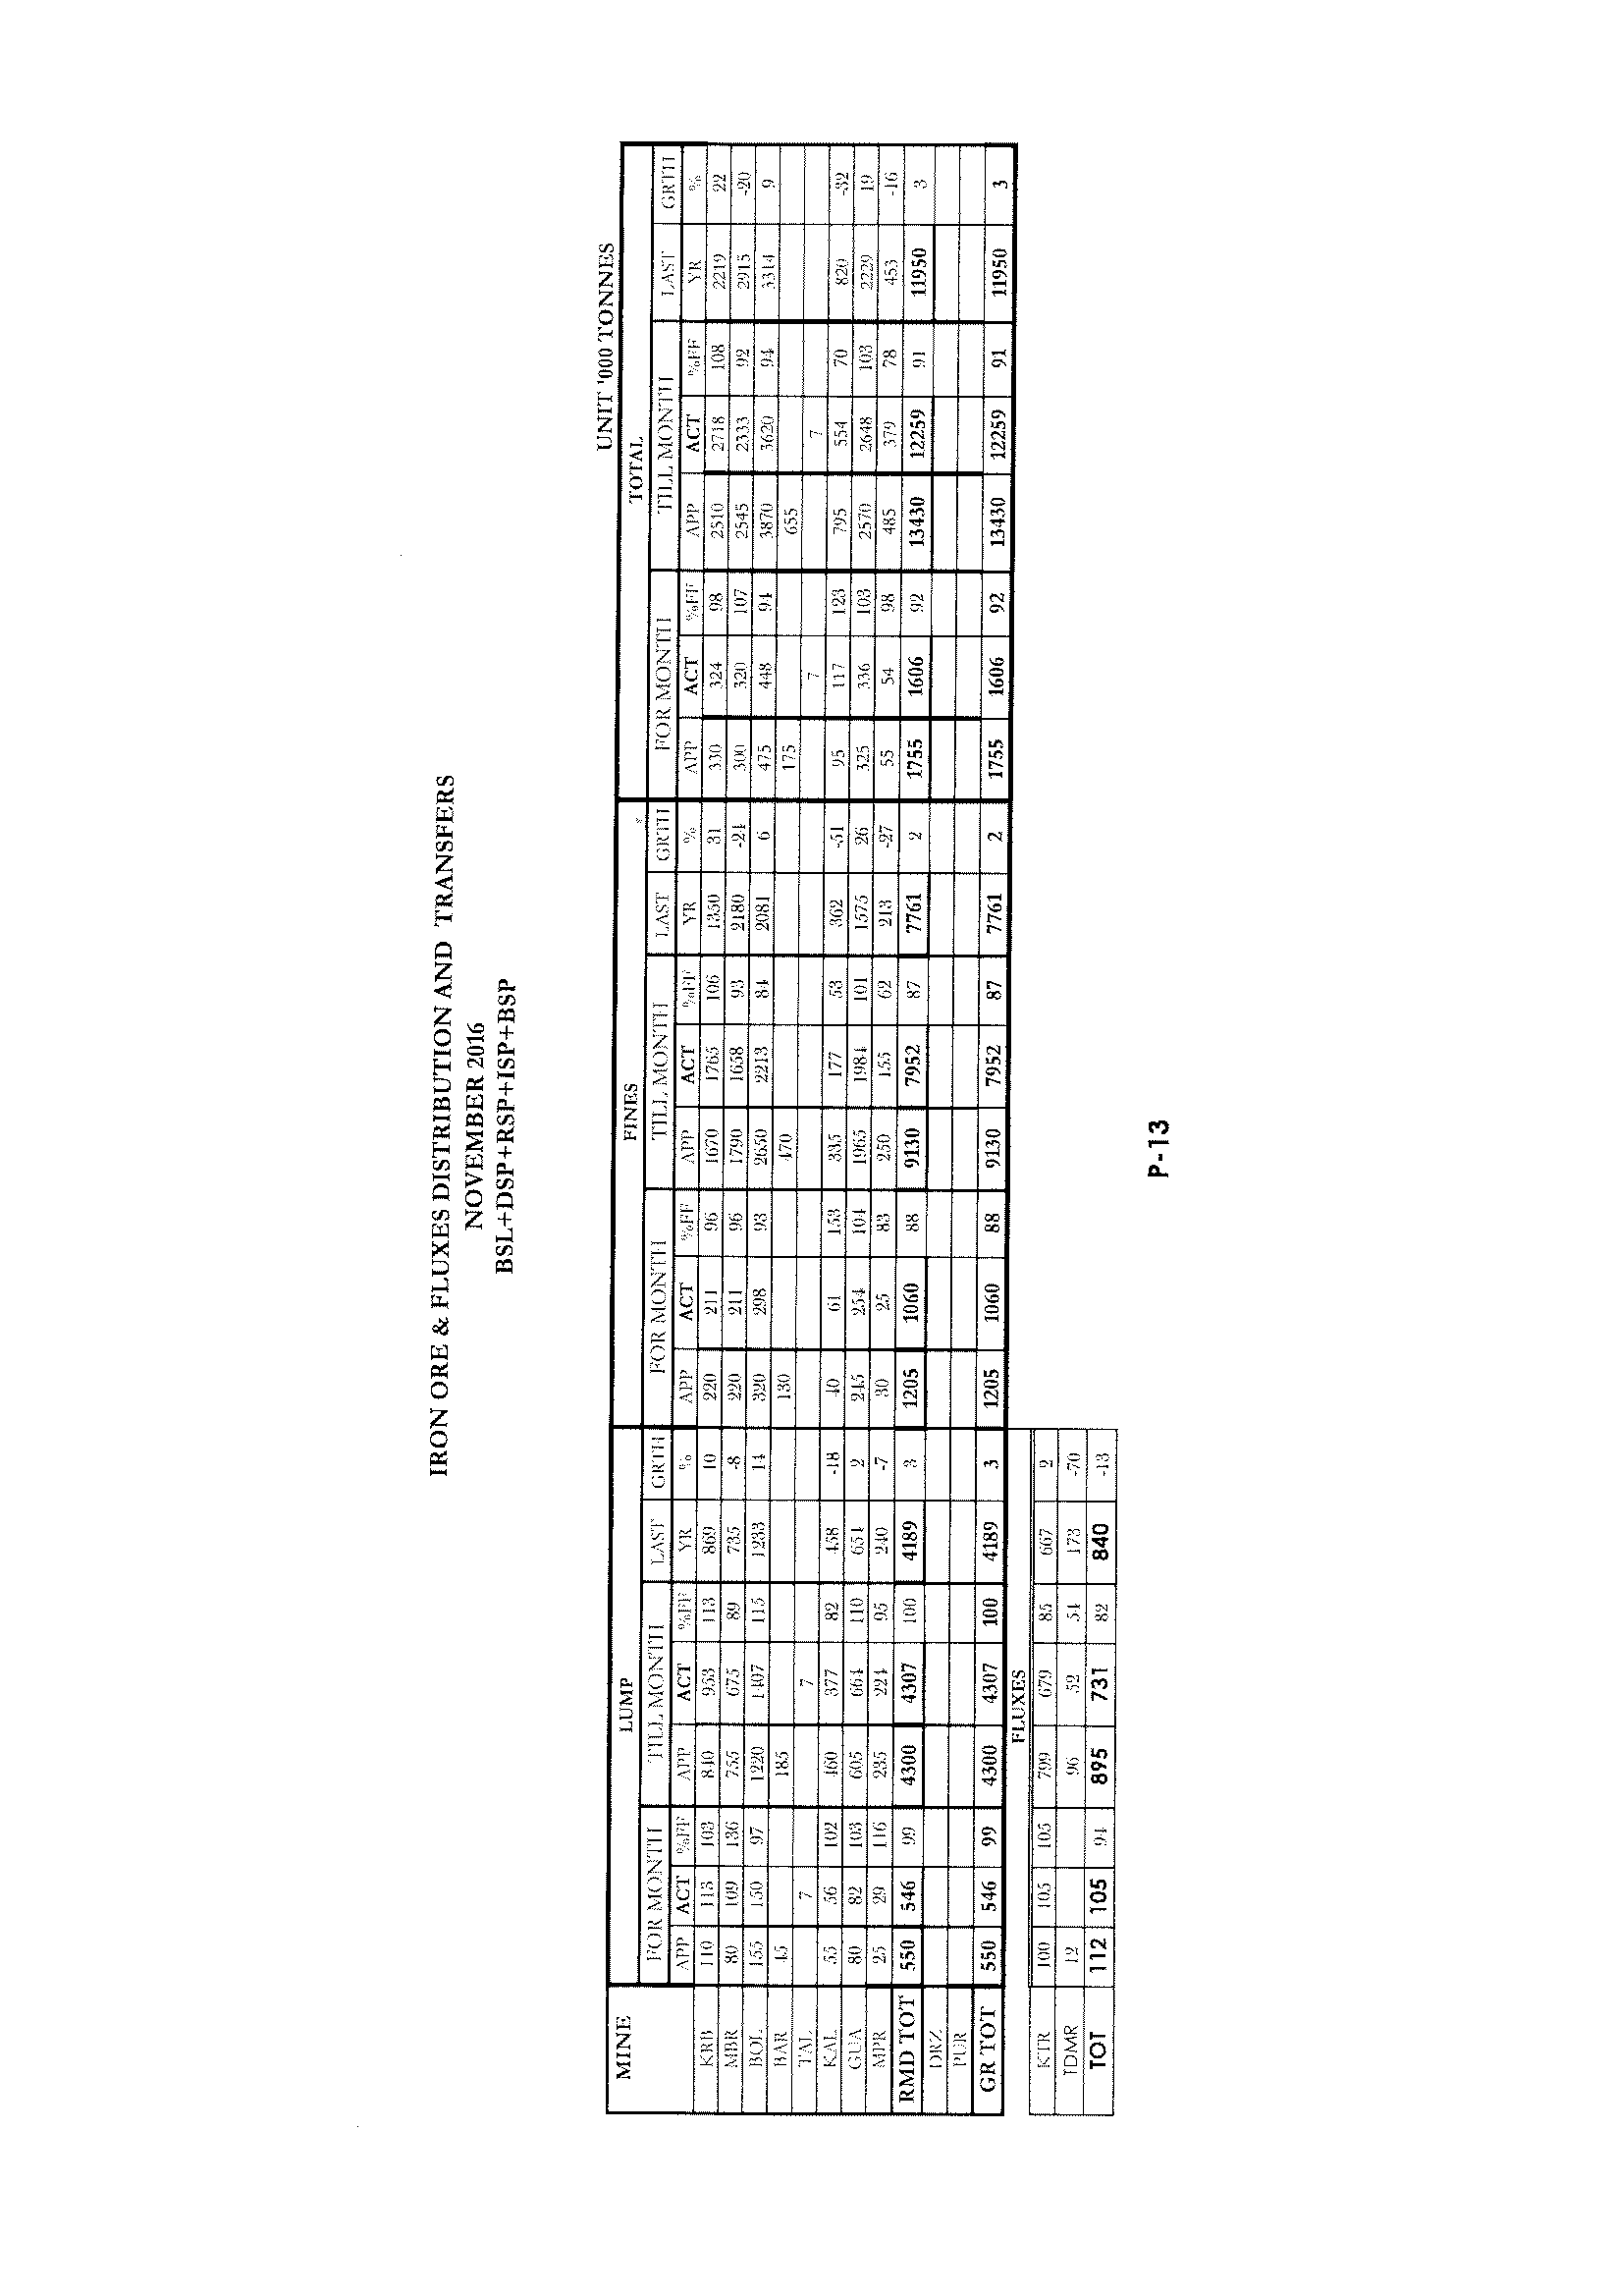 IRON ORE & FLUXES DISTRIBUTION AND TRANSFERS
NOVEMBER 2016
BSL+DSP+RSP+ISP+BSP
UNIT '000 TONNES
MINE LUMP FINES TOTAL
FOR MONTH TILL MONTH LAST GRTH FOR MONTH TILL MONTH LAST GRTH FOR MONTH TILL MONTH LAST GRTH
APP ACT %FF APP ACT %FF YR % APP ACT %FF APP ACT %FF YR % APP ACT %FF APP ACT %FF YR %
KRB 110 113 103 840 953 113 869 10 220 211 96 1670 1765 106 1350 31 330 324 98 2510 2718 108 2219 22
MBR 80 109 136 755 675 89 735 -8 220 211 96 1790 1658 93 2180 -24 300 320 107 2545 2333 92 2915 -20
BOL 155 150 97 1220 1407 115 1233 14 320 298 93 2650 2213 84 2081 6 475 448 94 3870 3620 94 3314 9
BAR 45 185 130 470 175 655
TAL 7 7 7 7
KAL 55 56 102 460 377 82 458 -18 40 61 153 335 177 53 362 -51 95 117 123 795 554 70 820 -32
GUA 80 82 103 605 664 110 654 2 245 254 104 1965 1984 101 1575 26 325 336 103 2570 2648 103 2229 19
MPR 25 29 116 235 224 95 240 -7 30 25 83 250 155 62 213 -27 55 54 98 485 379 78 453 -16
RMD TOT 550 546 99 4300 4307 100 4189 3 1205 1060 88 9130 7952 87 7761 2 1755 1606 92 13430 12259 91 11950 3
DRZ
PUR
GR TOT 550 546 99 4300 4307 100 4189 3 1205 1060 88 9130 7952 87 7761 2 1755 1606 92 13430 12259 91 11950 3
FLUXES
KTR 100 105 105 799 679 85 667 2
TDMR 12 96 52 54 173 -70
TOT 112 105 94 895 731 82 840 -13
P-13